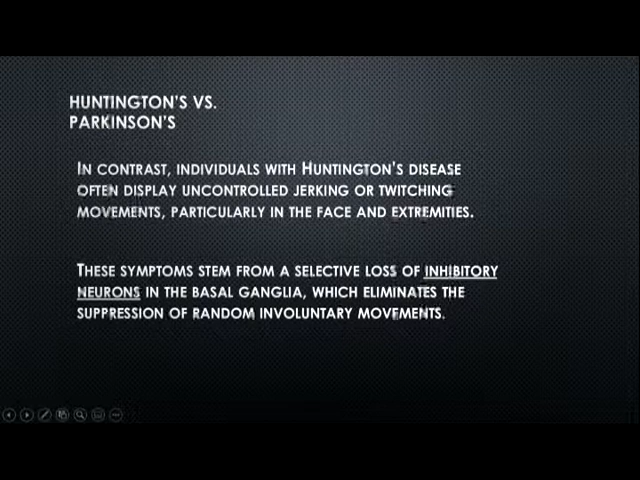 HUNTINGTON'S VS.
PARKINSON'S
IN CONTRAST, INDIVIDUALS WITH HUNTINGTON'S DISEASE
OFTEN DISPLAY UNCONTROLLED JERKING OR TWITCHING
MOVEMENTS, PARTICULARLY IN THE FACE AND EXTREMITIES.
THESE SYMPTOMS STEM FROM A SELECTIVE LOSS OF INHIBITORY
NEURONS IN THE BASAL GANGLIA, WHICH ELIMINATES THE
SUPPRESSION OF RANDOM INVOLUNTARY MOVEMENTS.